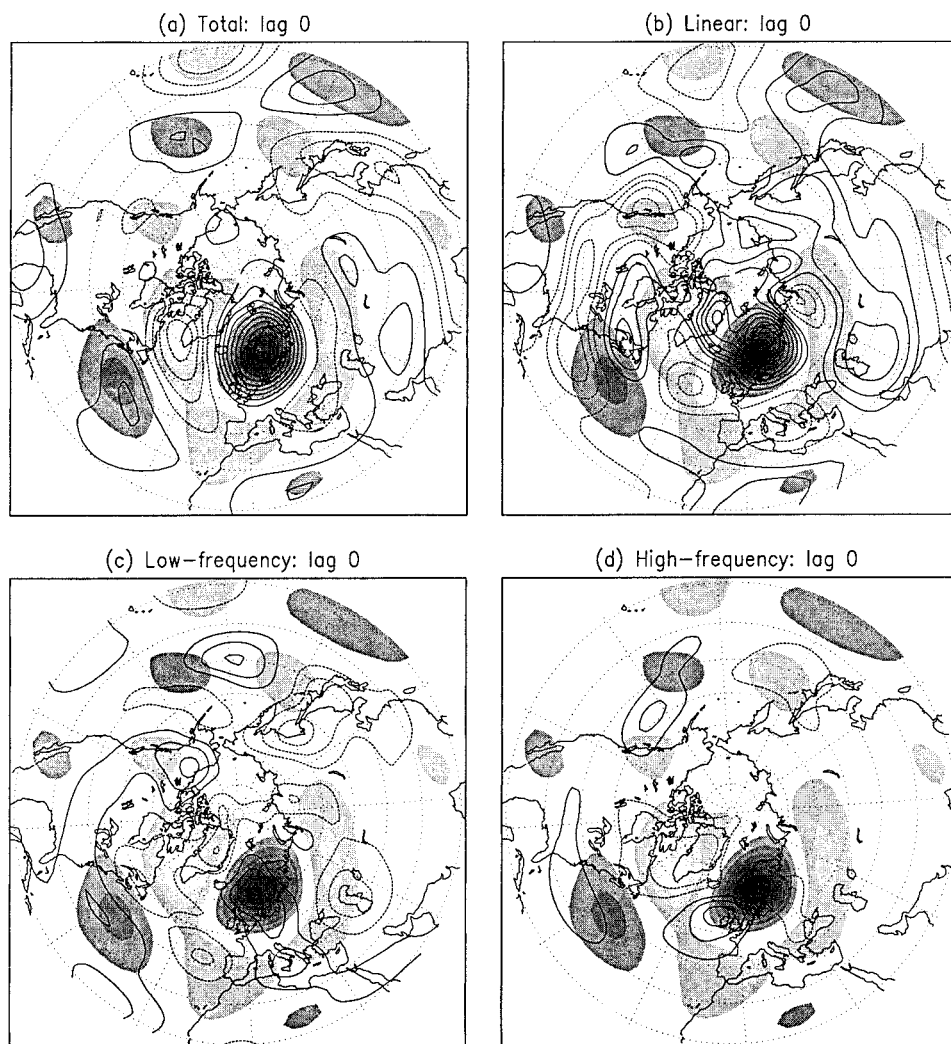 (a) Total: lag 0
(b) Linear: lag 0
(c) Low-frequency: lag 0
(d) High-frequency: lag 0